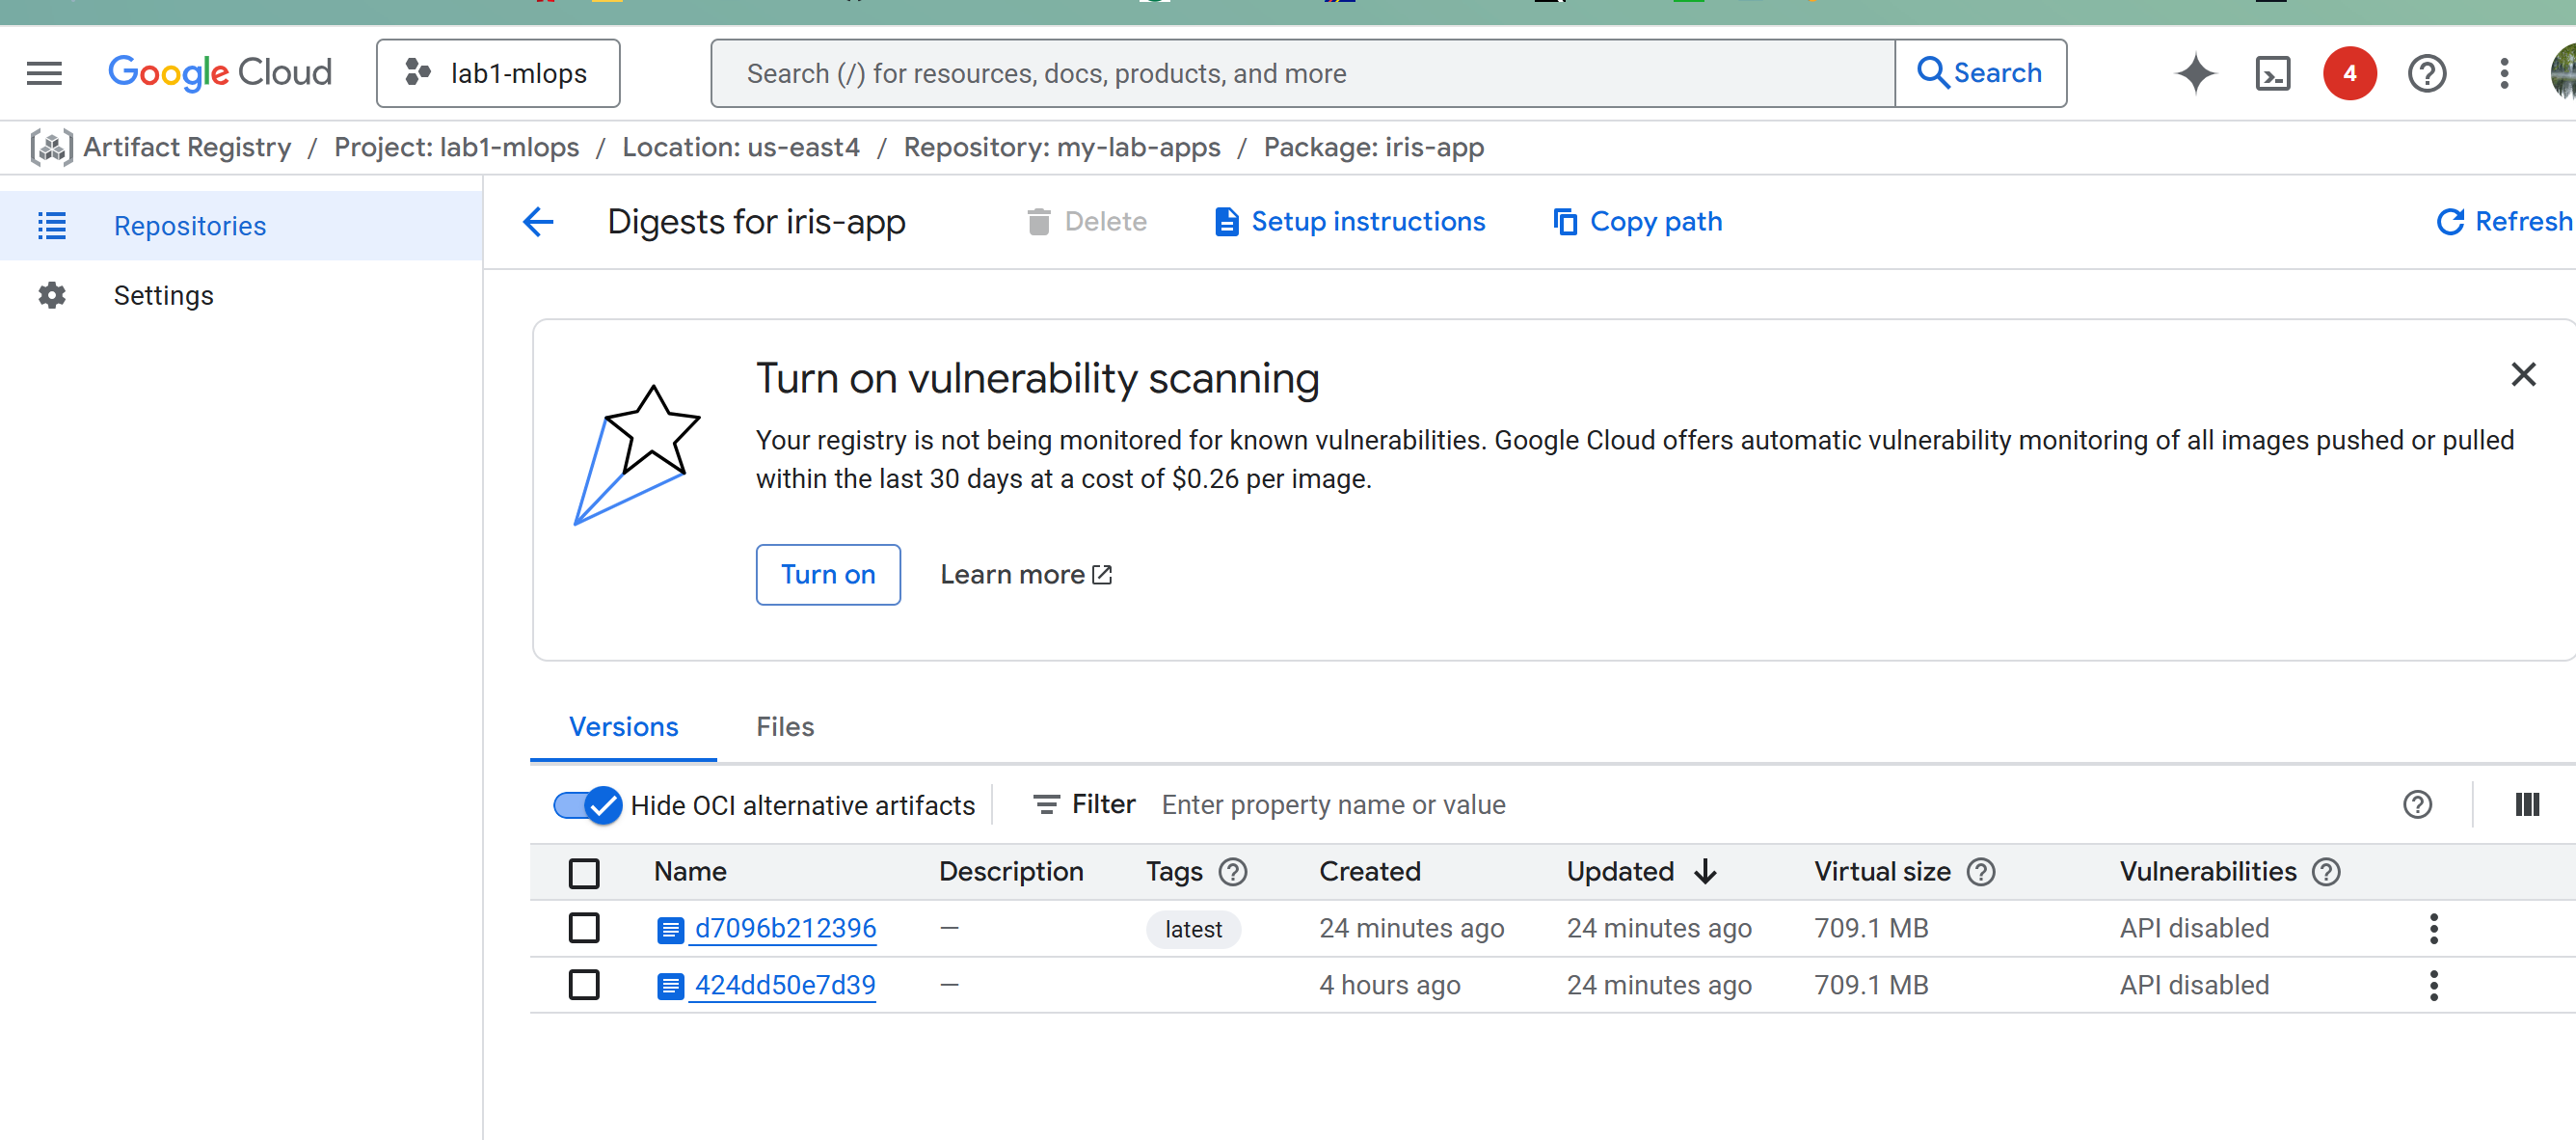 Google Cloud
lab1-mlops
Search (/) for resources, docs, products, and more
Search
4
Artifact Registry / Project: lab1-mlops / Location: us-east4 / Repository: my-lab-apps / Package: iris-app
Repositories
Settings
Digests for iris-app
Delete
Setup instructions
Copy path
Refresh
Turn on vulnerability scanning
Your registry is not being monitored for known vulnerabilities. Google Cloud offers automatic vulnerability monitoring of all images pushed or pulled
within the last 30 days at a cost of $0.26 per image.
Turn on
Learn more
Versions
Files
Hide OCI alternative artifacts
Filter
Enter property name or value
Name Description Tags Created Updated Virtual size Vulnerabilities
d7096b212396 — latest 24 minutes ago 24 minutes ago 709.1 MB API disabled
424dd50e7d39 — 4 hours ago 24 minutes ago 709.1 MB API disabled